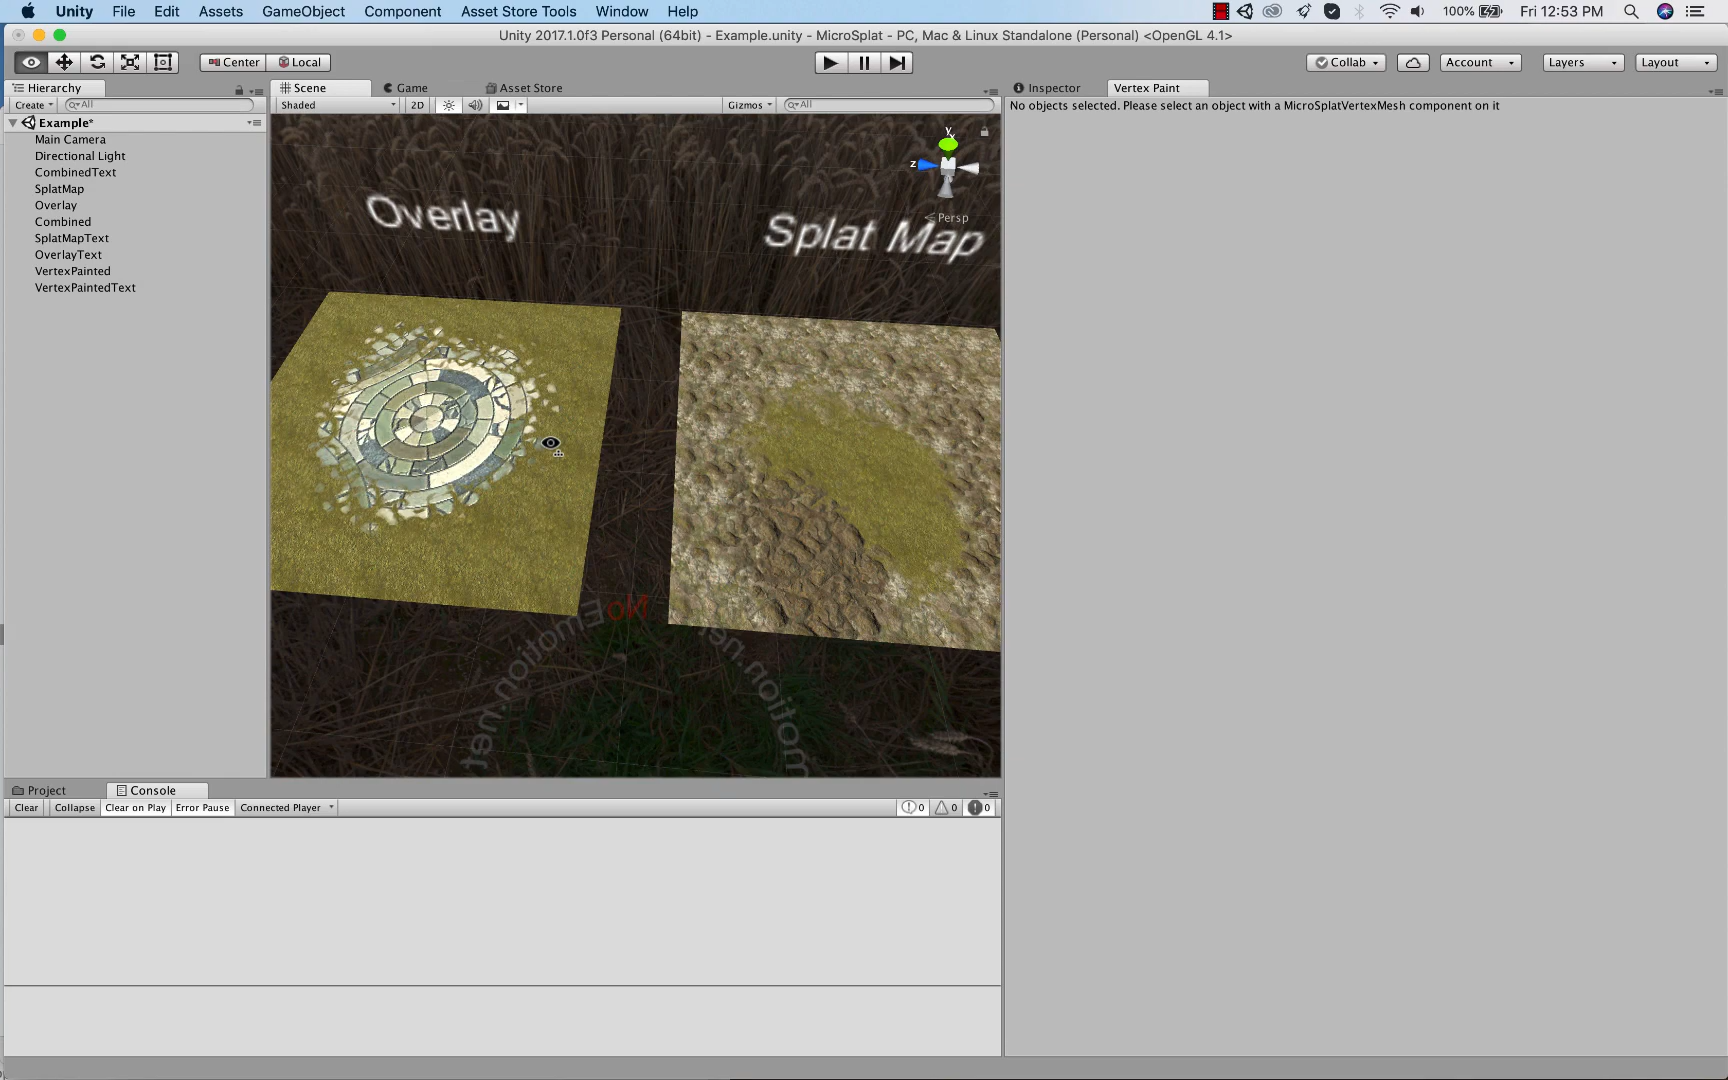 Unity File Edit Assets GameObject Component Asset Store Tools Window Help 100% Fri 12:53 PM
Unity 2017.1.0f3 Personal (64bit) - Example.unity - MicroSplat - PC, Mac & Linux Standalone (Personal) <OpenGL 4.1>
Center Local Collab Account Layers Layout
Hierarchy Scene Game Asset Store Inspector Vertex Paint
Create All Shaded 2D Gizmos All
No objects selected. Please select an object with a MicroSplatVertexMesh component on it
Example*
Main Camera
Directional Light
CombinedText
SplatMap
Overlay
Combined
SplatMapText
OverlayText
VertexPainted
VertexPaintedText
y
z
Persp
Overlay
Splat Map
No
Emotion.net
motion.net
Project Console
Clear Collapse Clear on Play Error Pause Connected Player 0 0 0